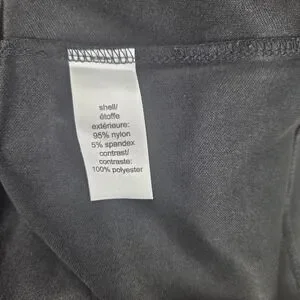 shell/
étoffe
extérieure:
95% nylon
5% spandex
contrast/
contraste:
100% polyester